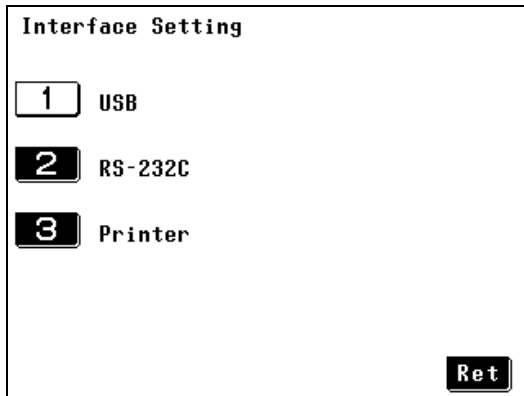 Interface Setting
1 USB
2 RS-232C
3 Printer
Ret